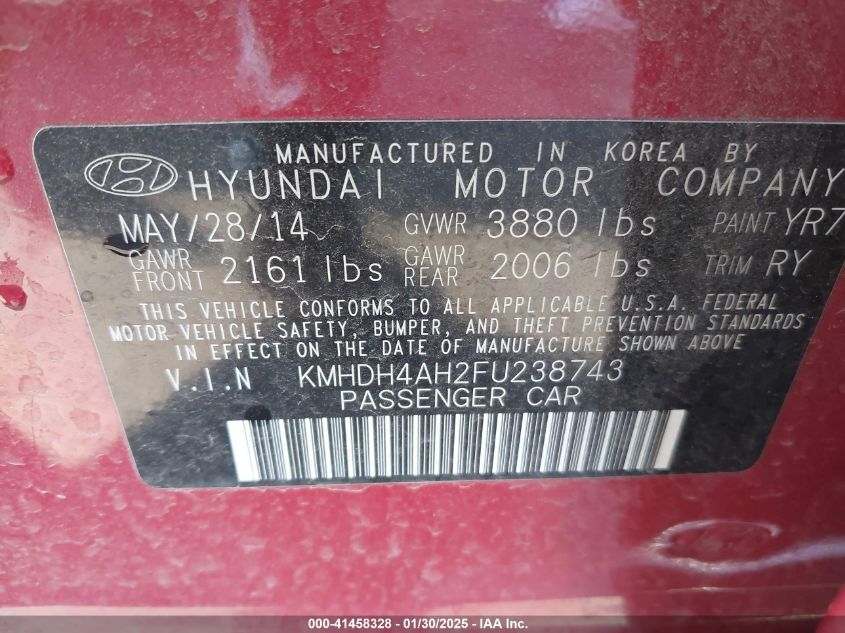 MANUFACTURED IN KOREA BY
HYUNDAI MOTOR COMPANY
MAY/28/14 GVWR 3880 lbs PAINT YR7
GAWR FRONT 2161 lbs GAWR REAR 2006 lbs TRIM RY
THIS VEHICLE CONFORMS TO ALL APPLICABLE U.S.A. FEDERAL
MOTOR VEHICLE SAFETY, BUMPER, AND THEFT PREVENTION STANDARDS
IN EFFECT ON THE DATE OF MANUFACTURE SHOWN ABOVE
V.I.N KMHDH4AH2FU238743
PASSENGER CAR
000-41458328 - 01/30/2025 - IAA Inc.